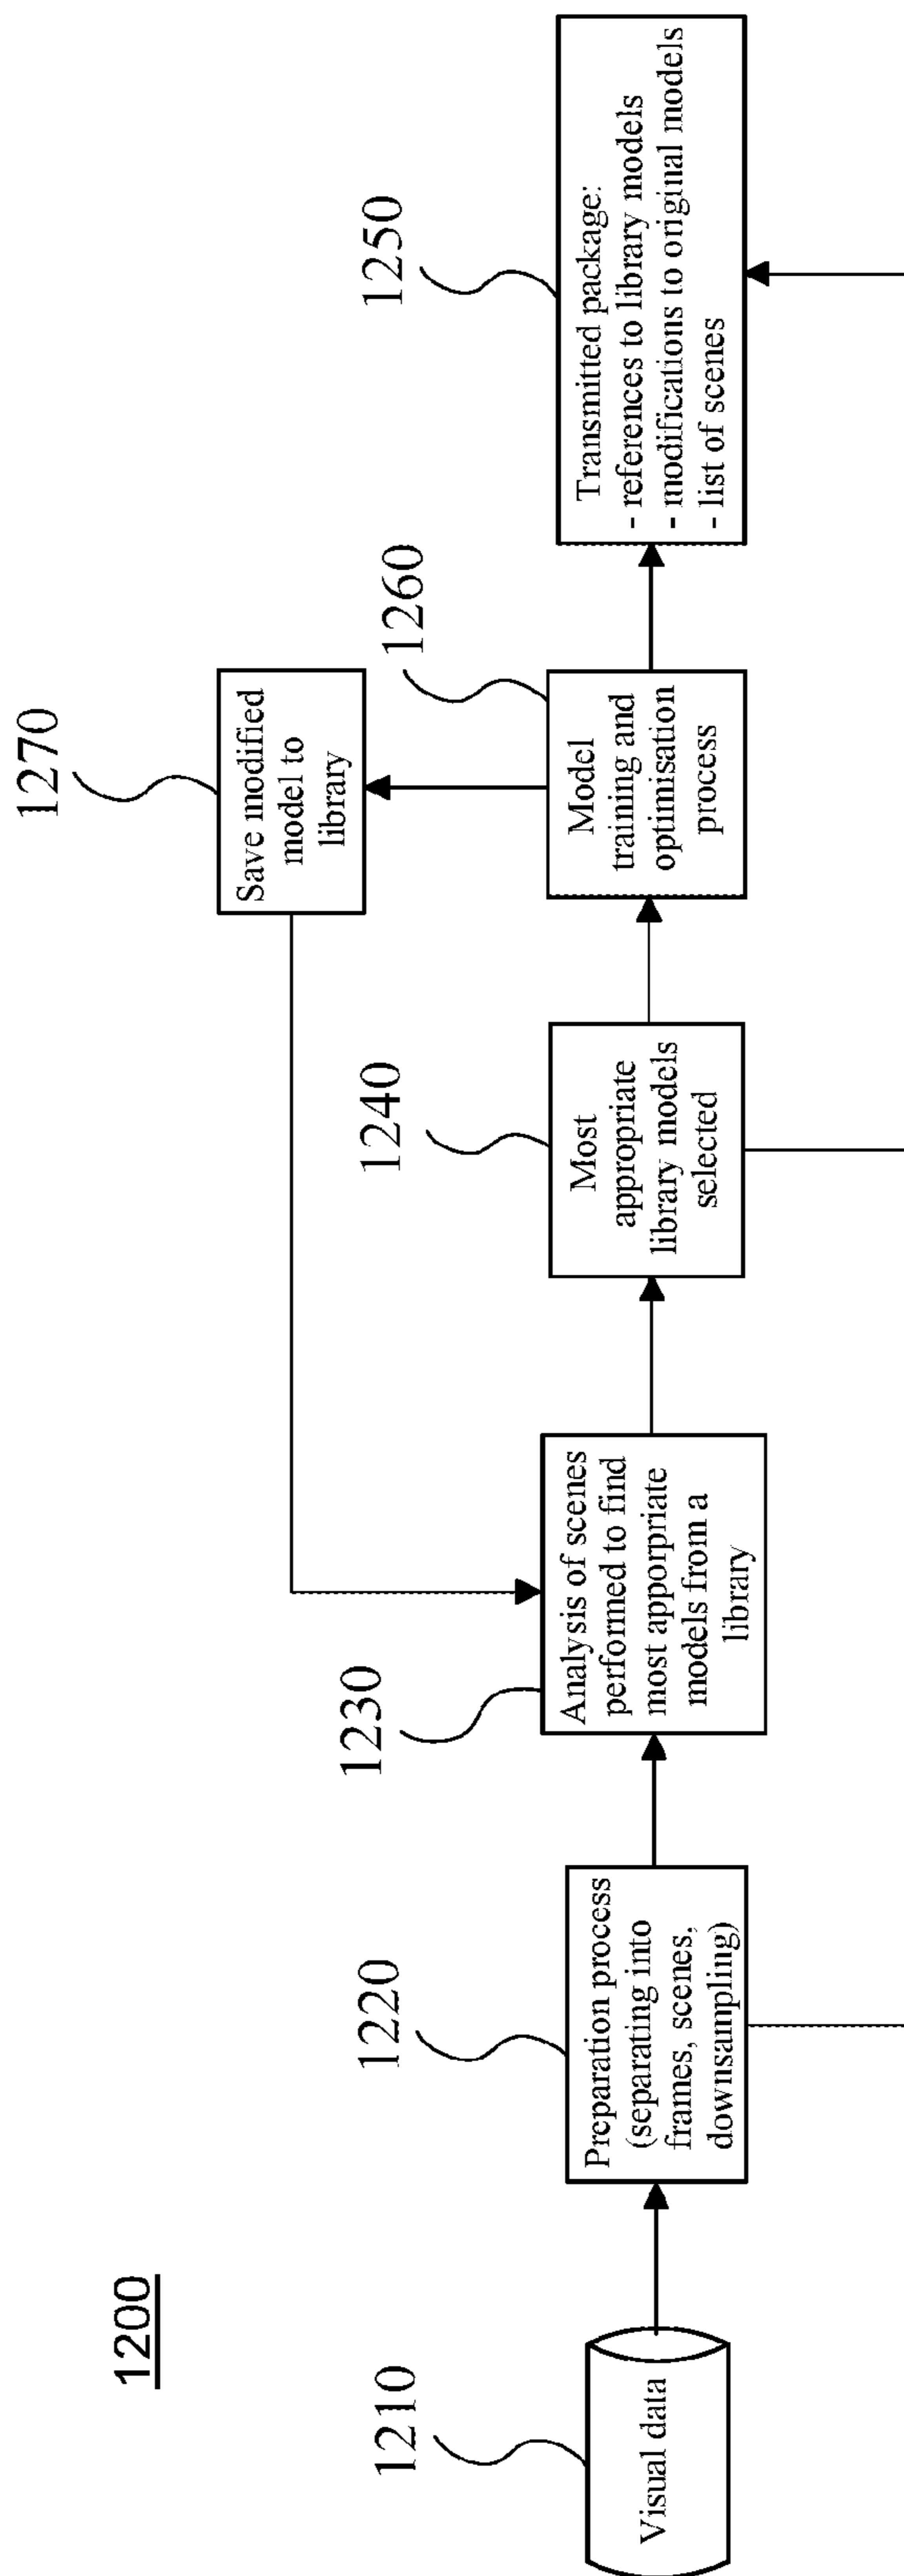 1200
1210
Visual data
1220
Preparation process
(separating into
frames, scenes,
downsampling)
1230
Analysis of scenes
performed to find
most apporpriate
models from a
library
1240
Most
appropriate
library models
selected
1270
Save modified
model to
library
1260
Model
training and
optimisation
process
1250
Transmitted package:
- references to library models
- modifications to original models
- list of scenes